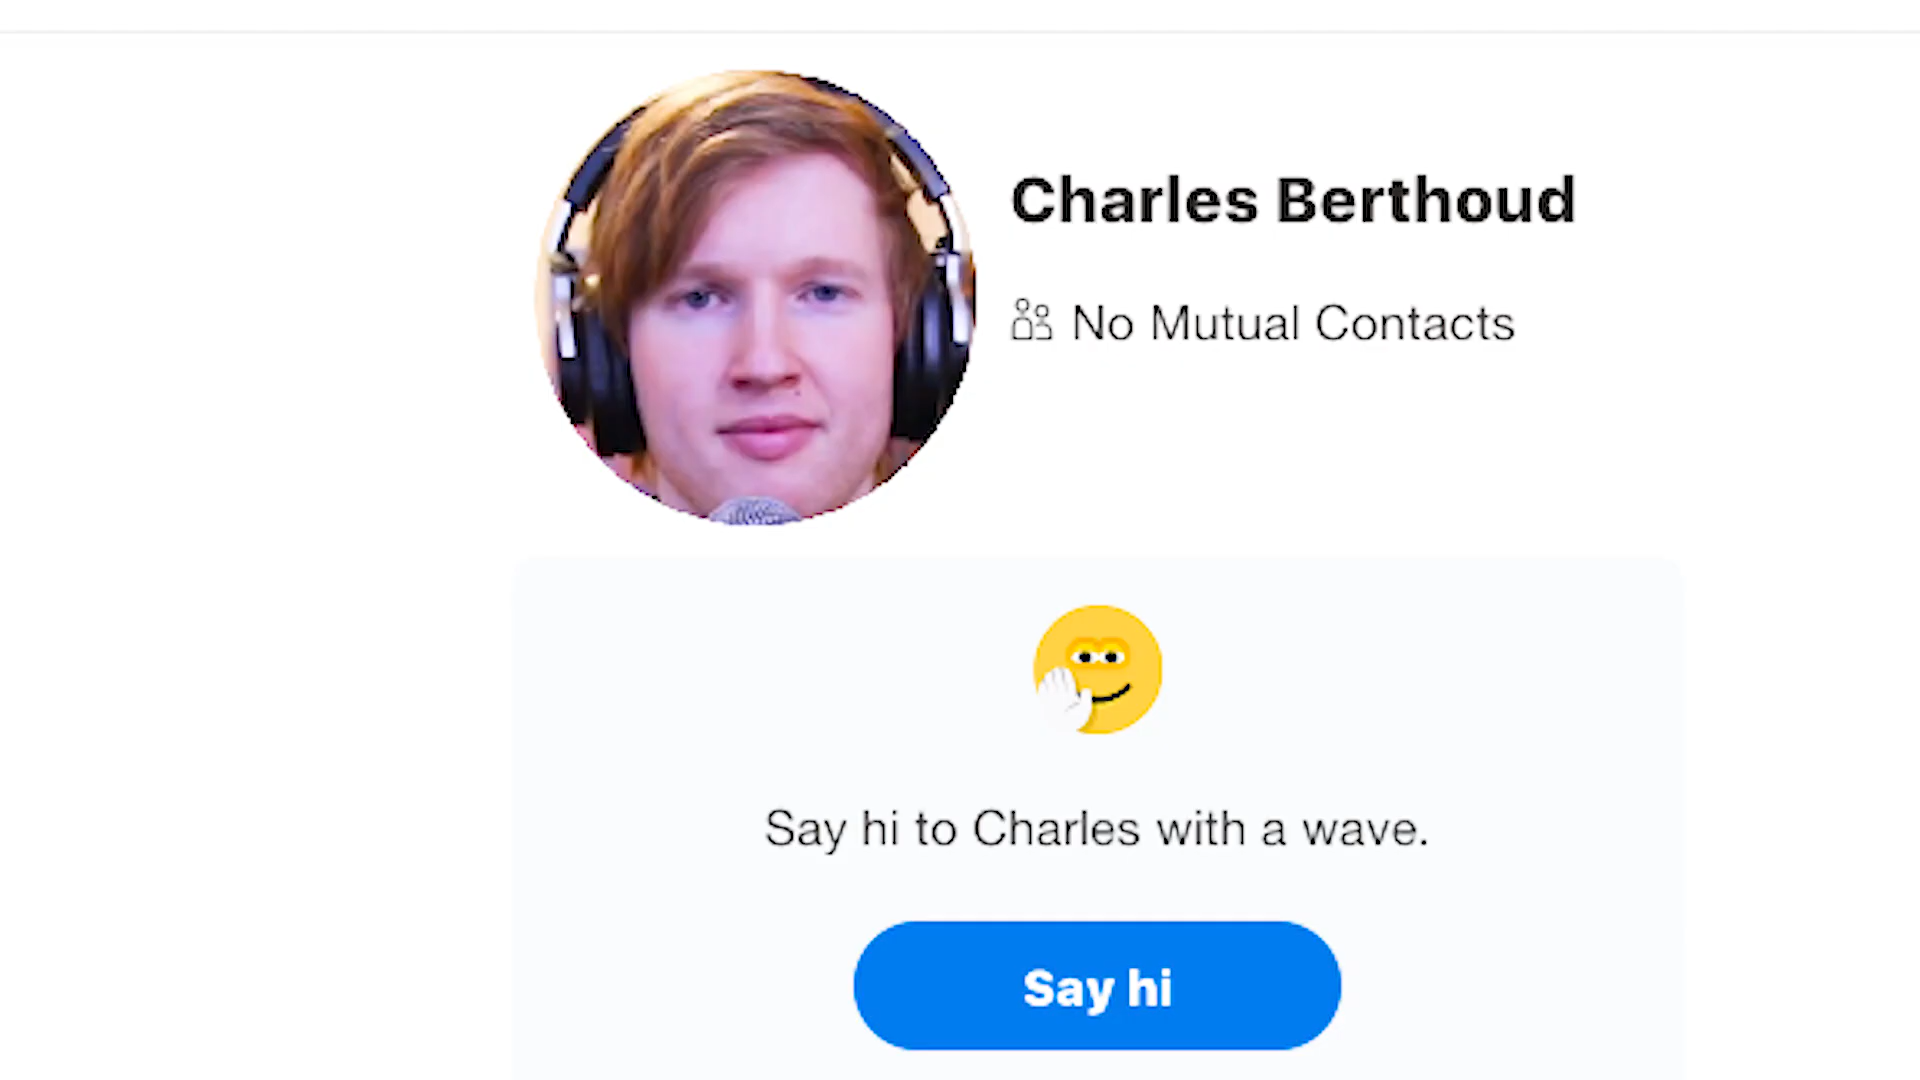 Charles Berthoud
No Mutual Contacts
Say hi to Charles with a wave.
Say hi